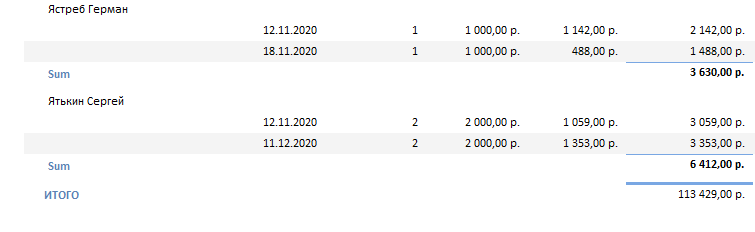 Ястреб Герман
12.11.2020 1 1 000,00 р. 1 142,00 р. 2 142,00 р.
18.11.2020 1 1 000,00 р. 488,00 р. 1 488,00 р.
Sum 3 630,00 р.
Ятькин Сергей
12.11.2020 2 2 000,00 р. 1 059,00 р. 3 059,00 р.
11.12.2020 2 2 000,00 р. 1 353,00 р. 3 353,00 р.
Sum 6 412,00 р.
ИТОГО 113 429,00 р.